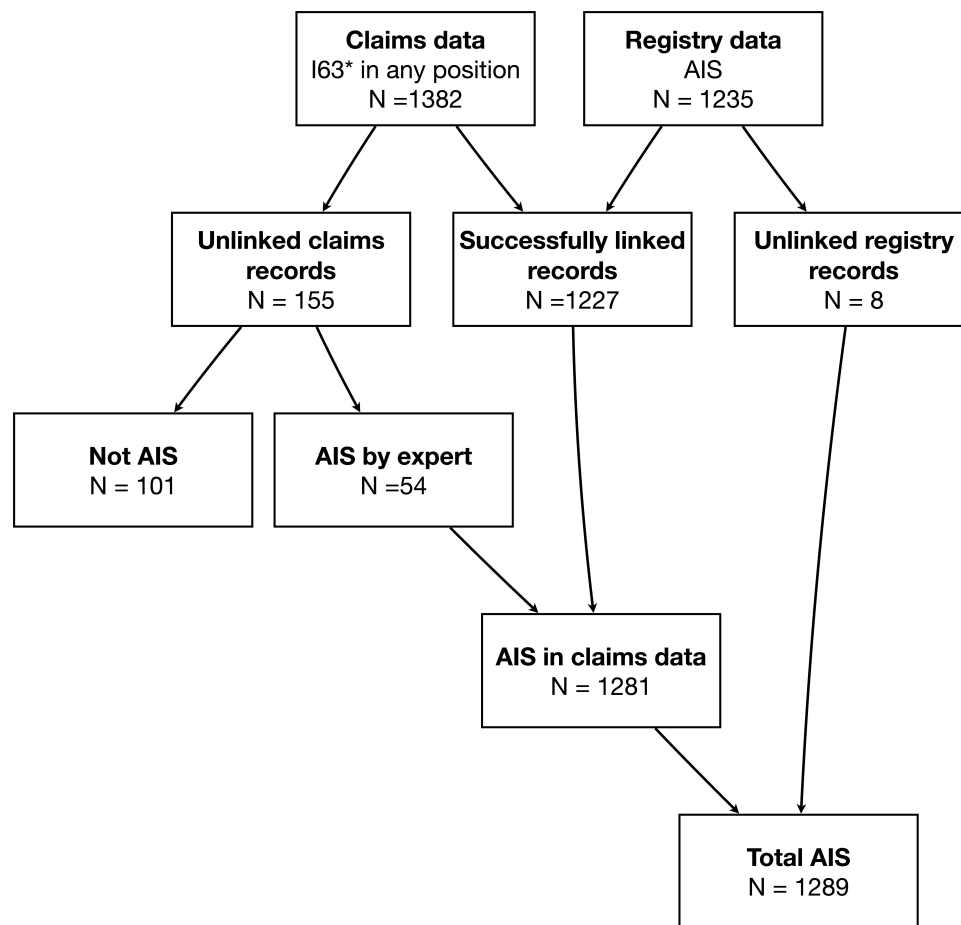 Claims data
I63* in any position
N =1382
Registry data
AIS
N = 1235
Unlinked claims
records
N = 155
Successfully linked
records
N =1227
Unlinked registry
records
N = 8
Not AIS
N = 101
AIS by expert
N =54
AIS in claims data
N = 1281
Total AIS
N = 1289